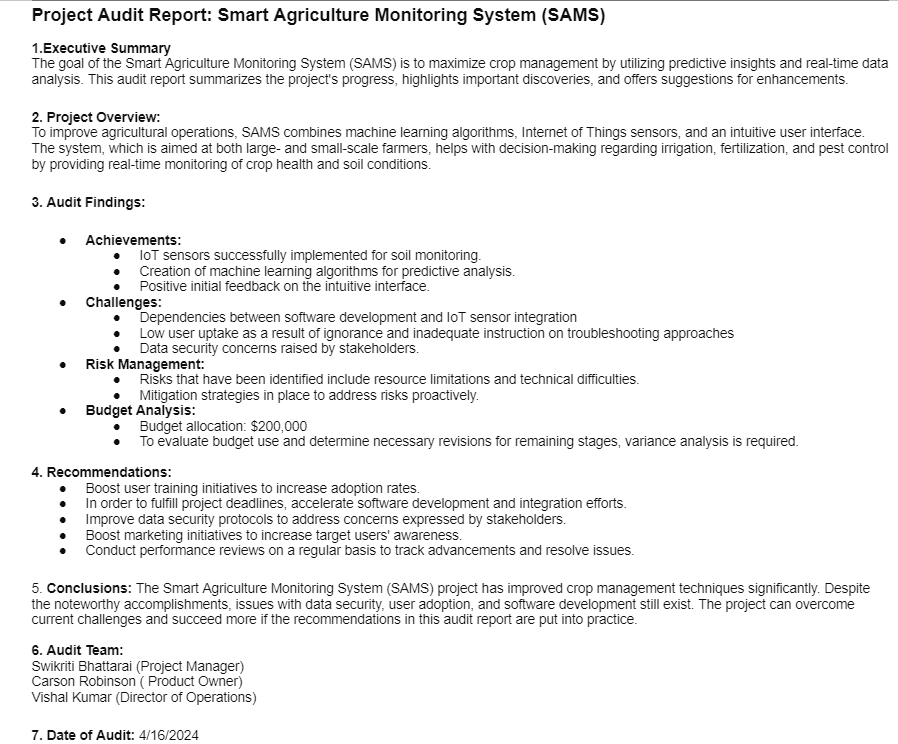 Project Audit Report: Smart Agriculture Monitoring System (SAMS)
1.Executive Summary
The goal of the Smart Agriculture Monitoring System (SAMS) is to maximize crop management by utilizing predictive insights and real-time data
analysis. This audit report summarizes the project's progress, highlights important discoveries, and offers suggestions for enhancements.
2. Project Overview:
To improve agricultural operations, SAMS combines machine learning algorithms, Internet of Things sensors, and an intuitive user interface.
The system, which is aimed at both large- and small-scale farmers, helps with decision-making regarding irrigation, fertilization, and pest control
by providing real-time monitoring of crop health and soil conditions.
3. Audit Findings:
● Achievements:
● IoT sensors successfully implemented for soil monitoring.
● Creation of machine learning algorithms for predictive analysis.
● Positive initial feedback on the intuitive interface.
● Challenges:
● Dependencies between software development and IoT sensor integration
● Low user uptake as a result of ignorance and inadequate instruction on troubleshooting approaches
● Data security concerns raised by stakeholders.
● Risk Management:
● Risks that have been identified include resource limitations and technical difficulties.
● Mitigation strategies in place to address risks proactively.
● Budget Analysis:
● Budget allocation: $200,000
● To evaluate budget use and determine necessary revisions for remaining stages, variance analysis is required.
4. Recommendations:
● Boost user training initiatives to increase adoption rates.
● In order to fulfill project deadlines, accelerate software development and integration efforts.
● Improve data security protocols to address concerns expressed by stakeholders.
● Boost marketing initiatives to increase target users' awareness.
● Conduct performance reviews on a regular basis to track advancements and resolve issues.
5. Conclusions: The Smart Agriculture Monitoring System (SAMS) project has improved crop management techniques significantly. Despite
the noteworthy accomplishments, issues with data security, user adoption, and software development still exist. The project can overcome
current challenges and succeed more if the recommendations in this audit report are put into practice.
6. Audit Team:
Swikriti Bhattarai (Project Manager)
Carson Robinson ( Product Owner)
Vishal Kumar (Director of Operations)
7. Date of Audit: 4/16/2024